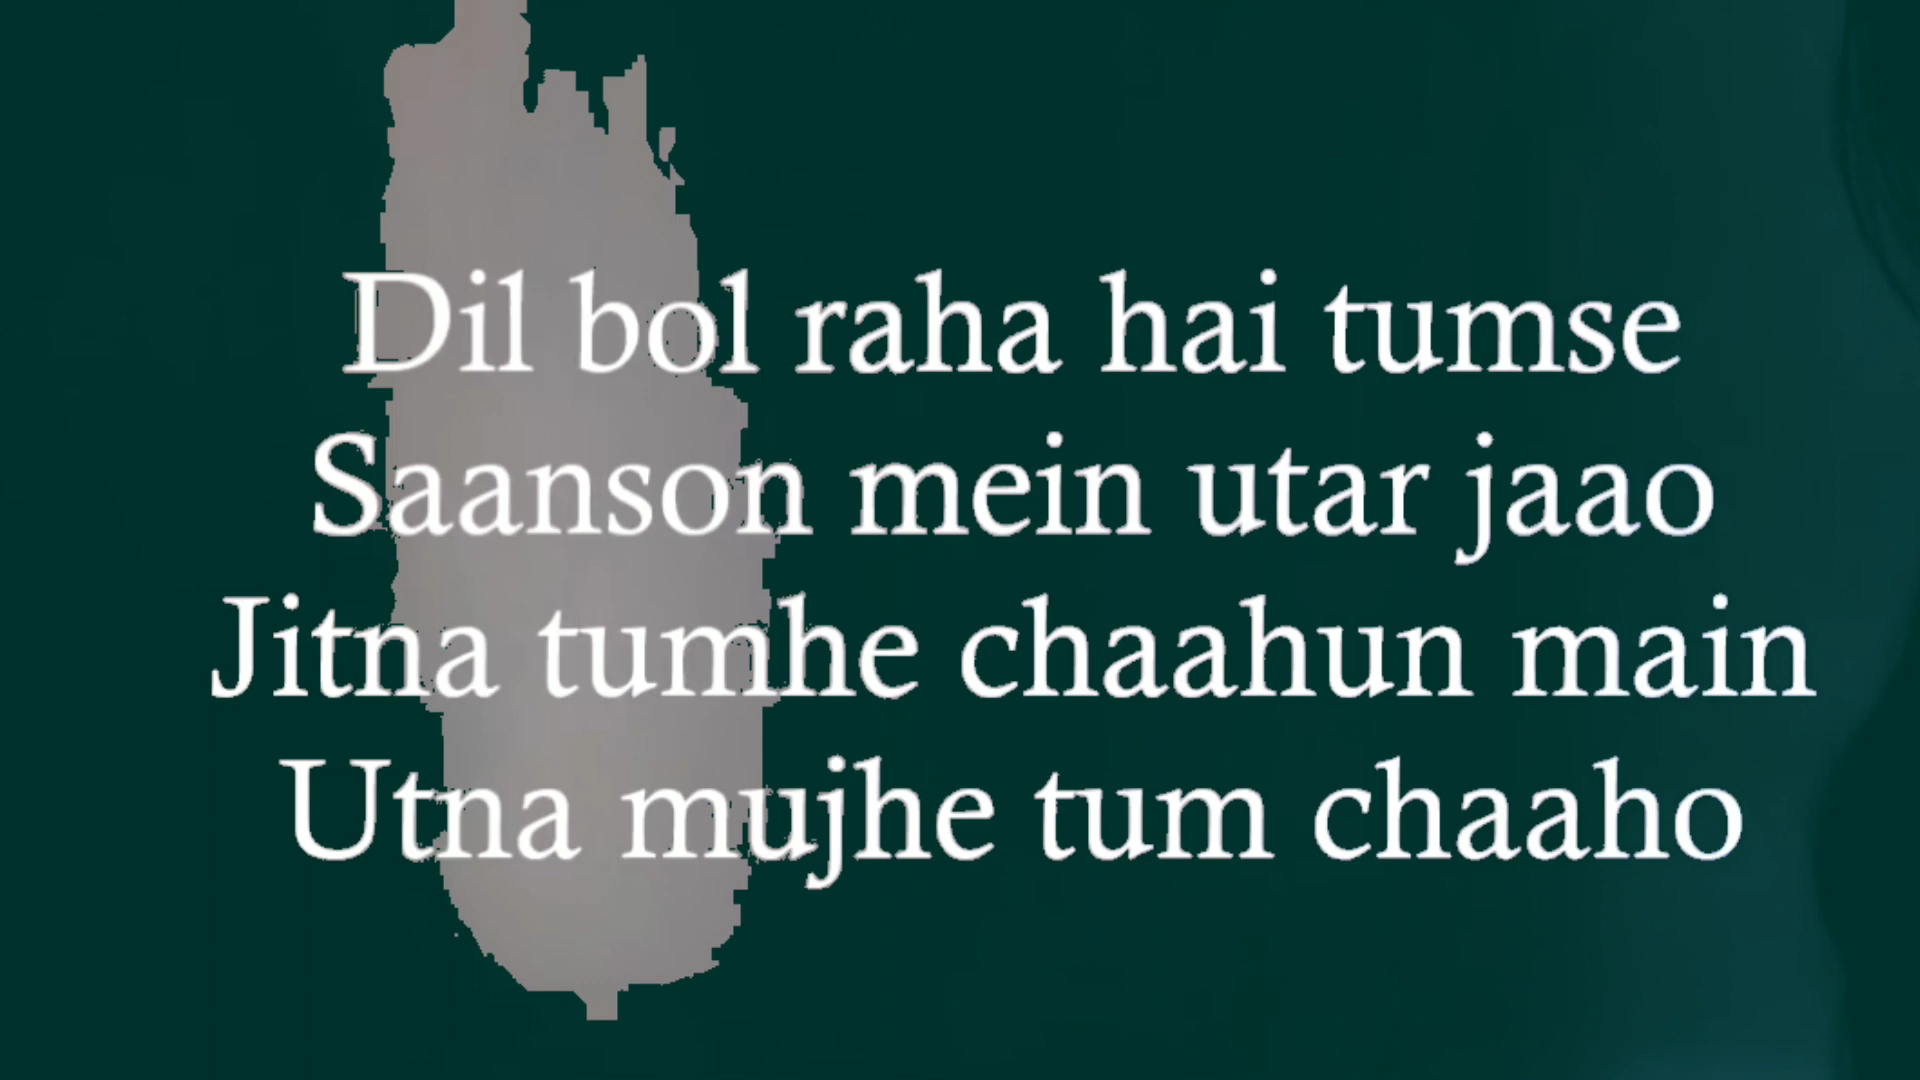 Dil bol raha hai tumse
Saanson mein utar jaao
Jitna tumhe chaahun main
Utna mujhe tum chaaho